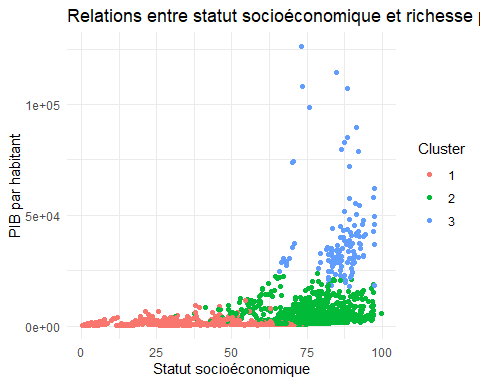 Relations entre statut socioéconomique et richesse p
1e+05
5e+04
0e+00
PIB par habitant
0 25 50 75 100
Statut socioéconomique
Cluster
1
2
3